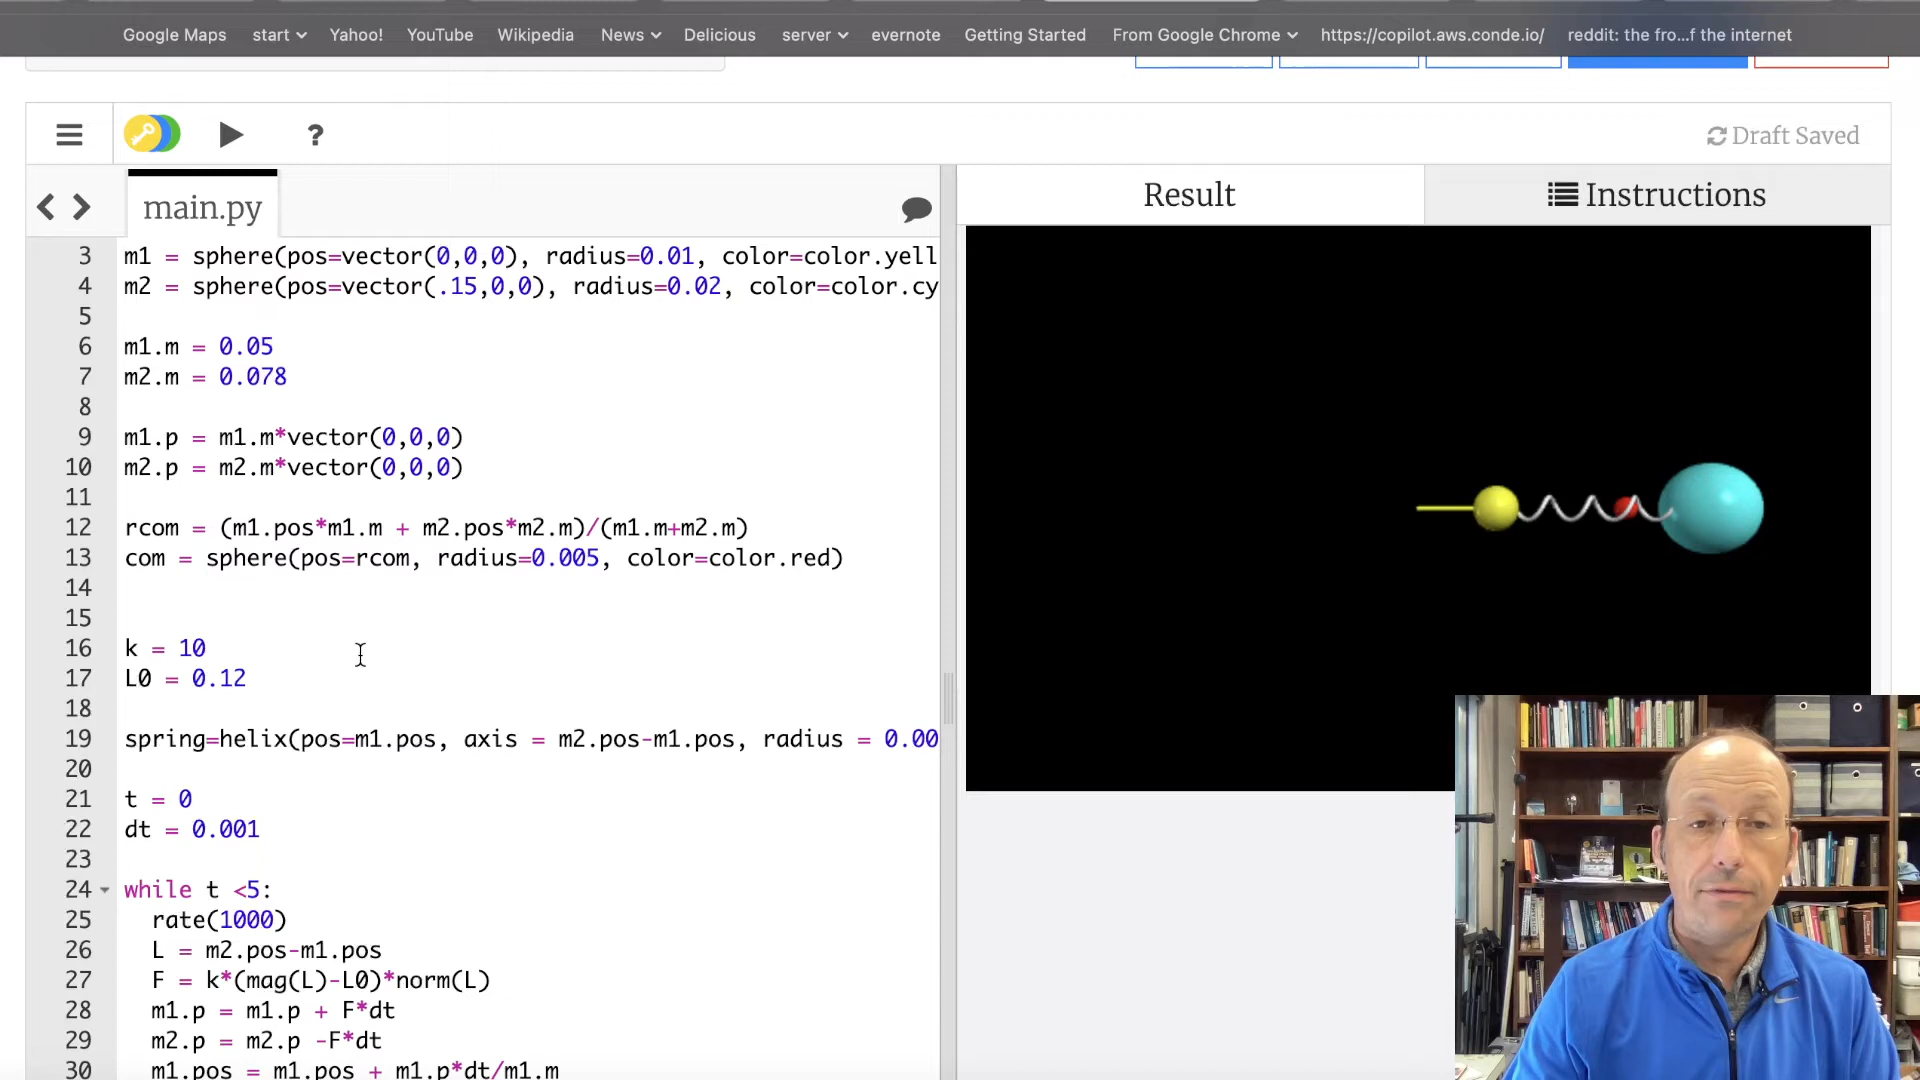 Google Maps start Yahoo! YouTube Wikipedia News Delicious server evernote Getting Started From Google Chrome https://copilot.aws.conde.io/ reddit: the fro...f the internet
? Draft Saved
main.py
Result Instructions
3 m1 = sphere(pos=vector(0,0,0), radius=0.01, color=color.yell
4 m2 = sphere(pos=vector(.15,0,0), radius=0.02, color=color.cy
5
6 m1.m = 0.05
7 m2.m = 0.078
8
9 m1.p = m1.m*vector(0,0,0)
10 m2.p = m2.m*vector(0,0,0)
11
12 rcom = (m1.pos*m1.m + m2.pos*m2.m)/(m1.m+m2.m)
13 com = sphere(pos=rcom, radius=0.005, color=color.red)
14
15
16 k = 10
17 L0 = 0.12
18
19 spring=helix(pos=m1.pos, axis = m2.pos-m1.pos, radius = 0.00
20
21 t = 0
22 dt = 0.001
23
24 while t <5:
25 rate(1000)
26 L = m2.pos-m1.pos
27 F = k*(mag(L)-L0)*norm(L)
28 m1.p = m1.p + F*dt
29 m2.p = m2.p -F*dt
30 m1.pos = m1.pos + m1.p*dt/m1.m